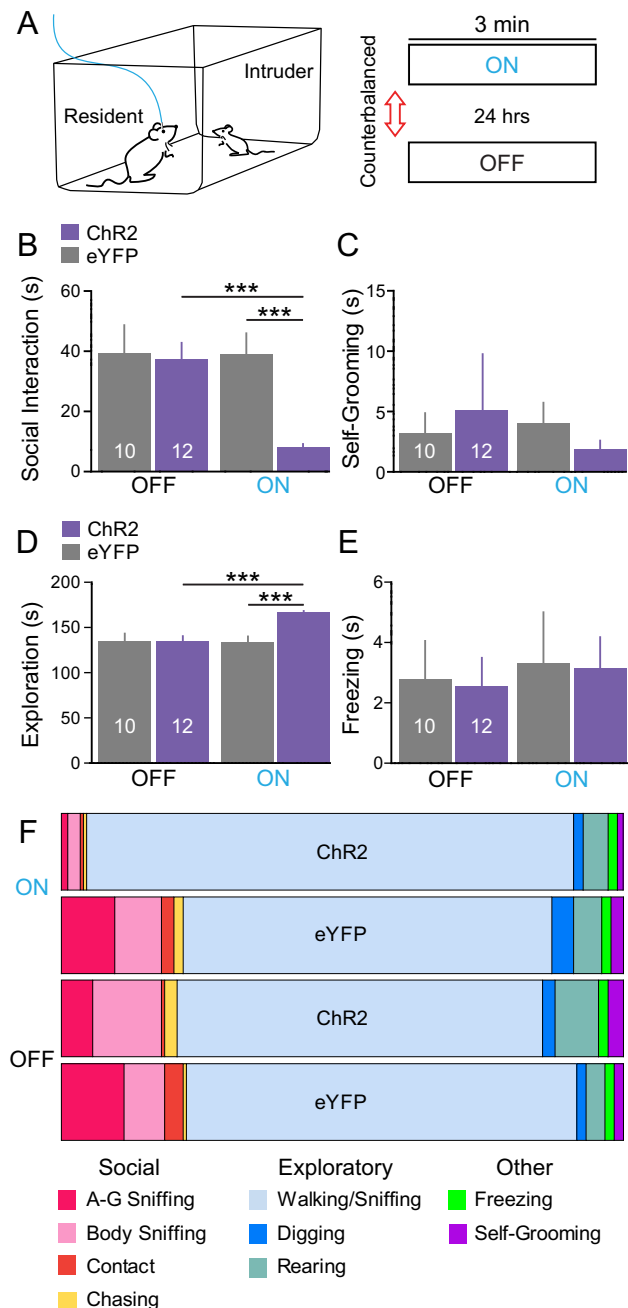 A
Resident
Intruder
Counterbalanced
3 min
ON
24 hrs
OFF
B
ChR2
eYFP
Social Interaction (s)
60
40
20
0
***
***
10
12
OFF
ON
C
Self-Grooming (s)
15
10
5
0
10
12
OFF
ON
D
ChR2
eYFP
Exploration (s)
200
150
100
50
0
***
***
10
12
OFF
ON
E
Freezing (s)
6
4
2
0
10
12
OFF
ON
F
ON
ChR2
eYFP
OFF
ChR2
eYFP
Social
A-G Sniffing
Body Sniffing
Contact
Chasing
Exploratory
Walking/Sniffing
Digging
Rearing
Other
Freezing
Self-Grooming